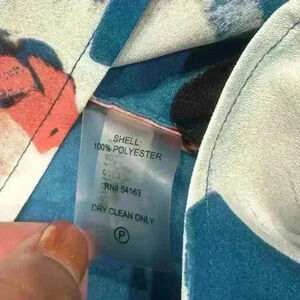 SHELL:
100% POLYESTER
RN# 54163
DRY CLEAN ONLY
P